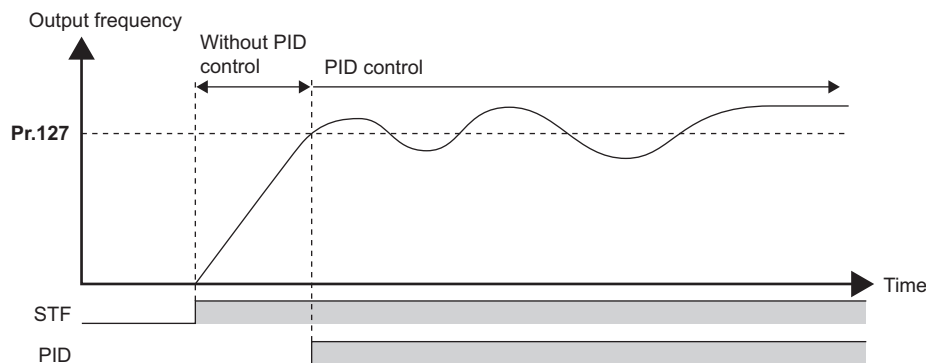 Output frequency
Without PID
control
PID control
Pr.127
Time
STF
PID